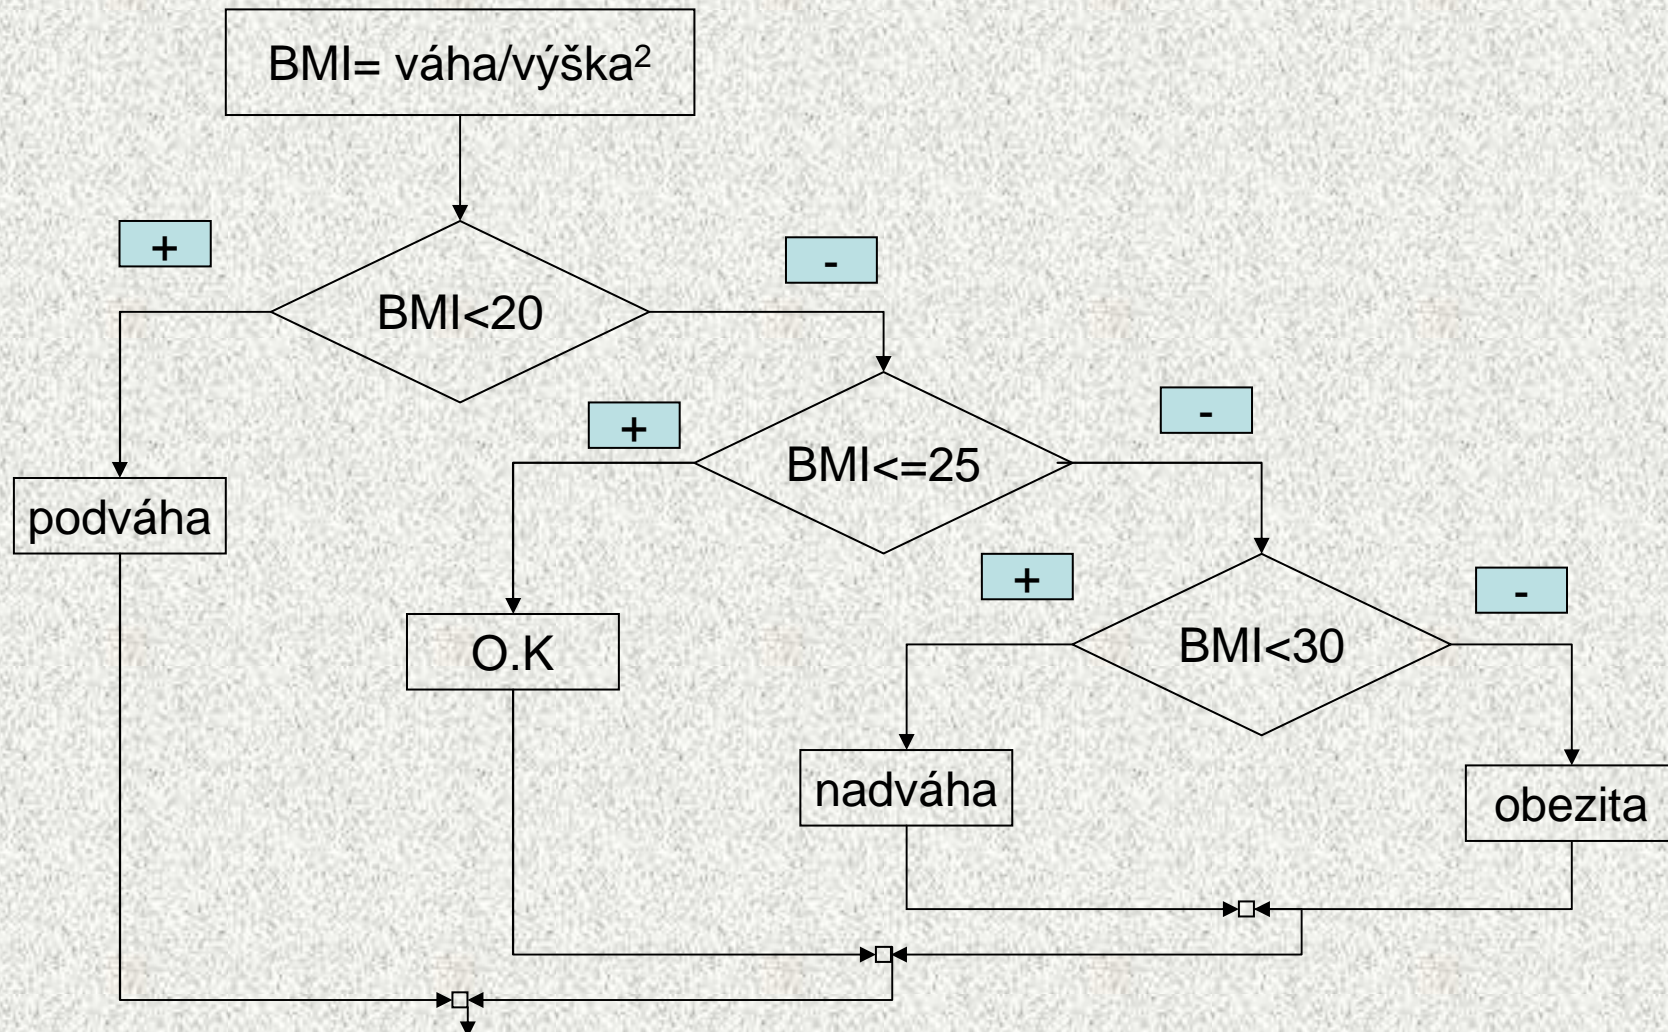 BMI= váha/výška²
+
-
BMI<20
+
-
BMI<=25
podváha
+
-
O.K
BMI<30
nadváha
obezita